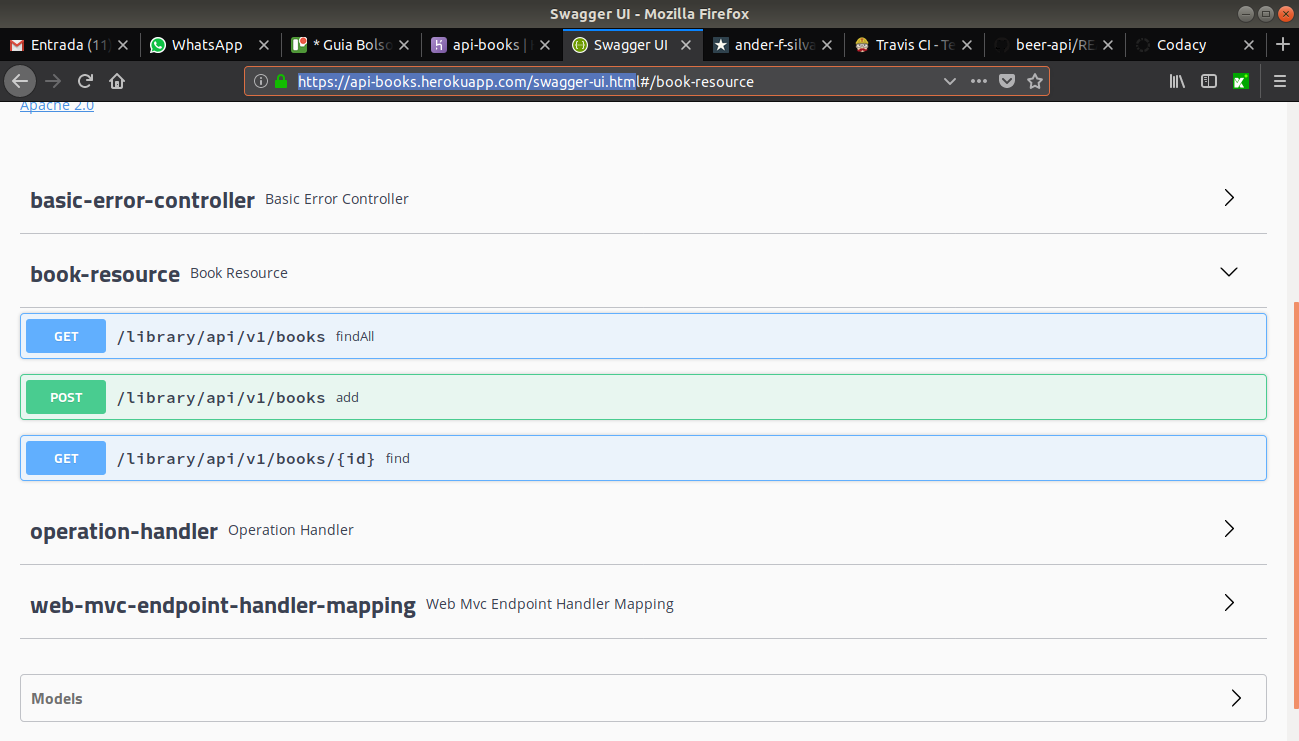 Swagger UI - Mozilla Firefox
Entrada (11)
WhatsApp
* Guia Bolso
api-books |
Swagger UI
ander-f-silva
Travis CI - Te
beer-api/RE
Codacy
https://api-books.herokuapp.com/swagger-ui.html#/book-resource
Apache 2.0
basic-error-controller Basic Error Controller
book-resource Book Resource
GET /library/api/v1/books findAll
POST /library/api/v1/books add
GET /library/api/v1/books/{id} find
operation-handler Operation Handler
web-mvc-endpoint-handler-mapping Web Mvc Endpoint Handler Mapping
Models